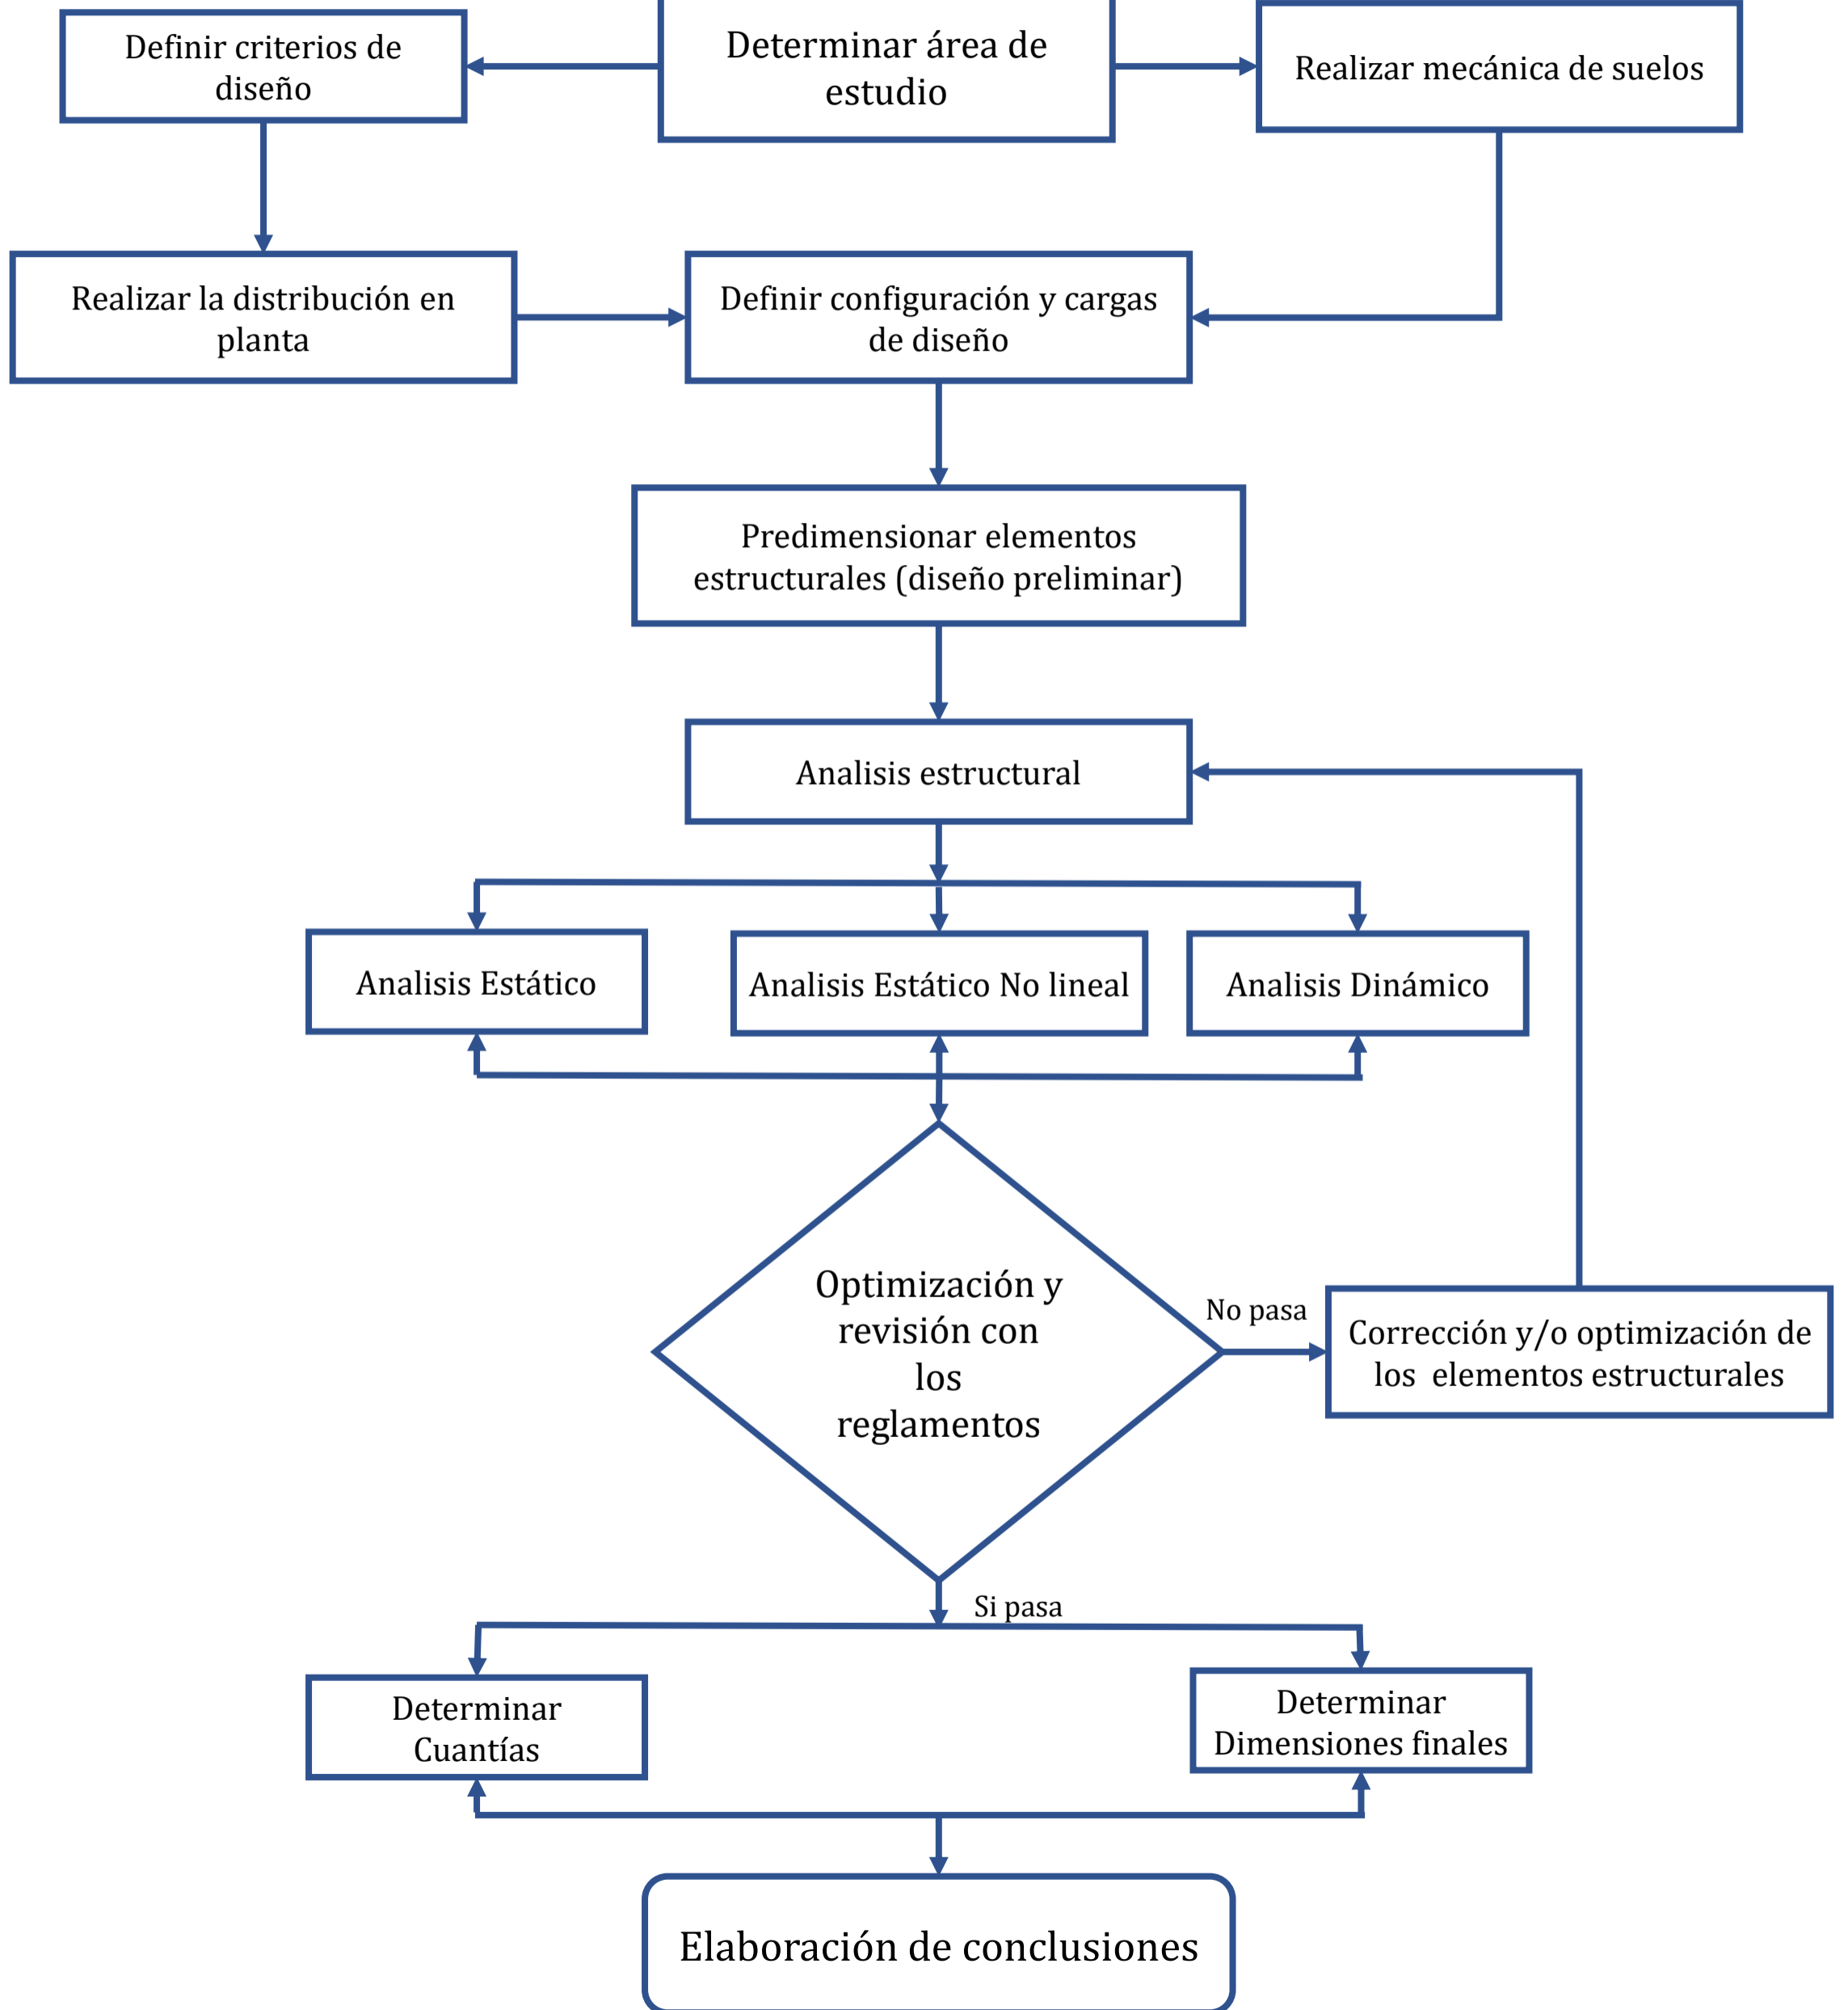 Definir criterios de
diseño
Determinar área de
estudio
Realizar mecánica de suelos
Realizar la distribución en
planta
Definir configuración y cargas
de diseño
Predimensionar elementos
estructurales (diseño preliminar)
Analisis estructural
Analisis Estático
Analisis Estático No lineal
Analisis Dinámico
Optimización y
revisión con
los
reglamentos
No pasa
Corrección y/o optimización de
los  elementos estructurales
Si pasa
Determinar
Cuantías
Determinar
Dimensiones finales
Elaboración de conclusiones